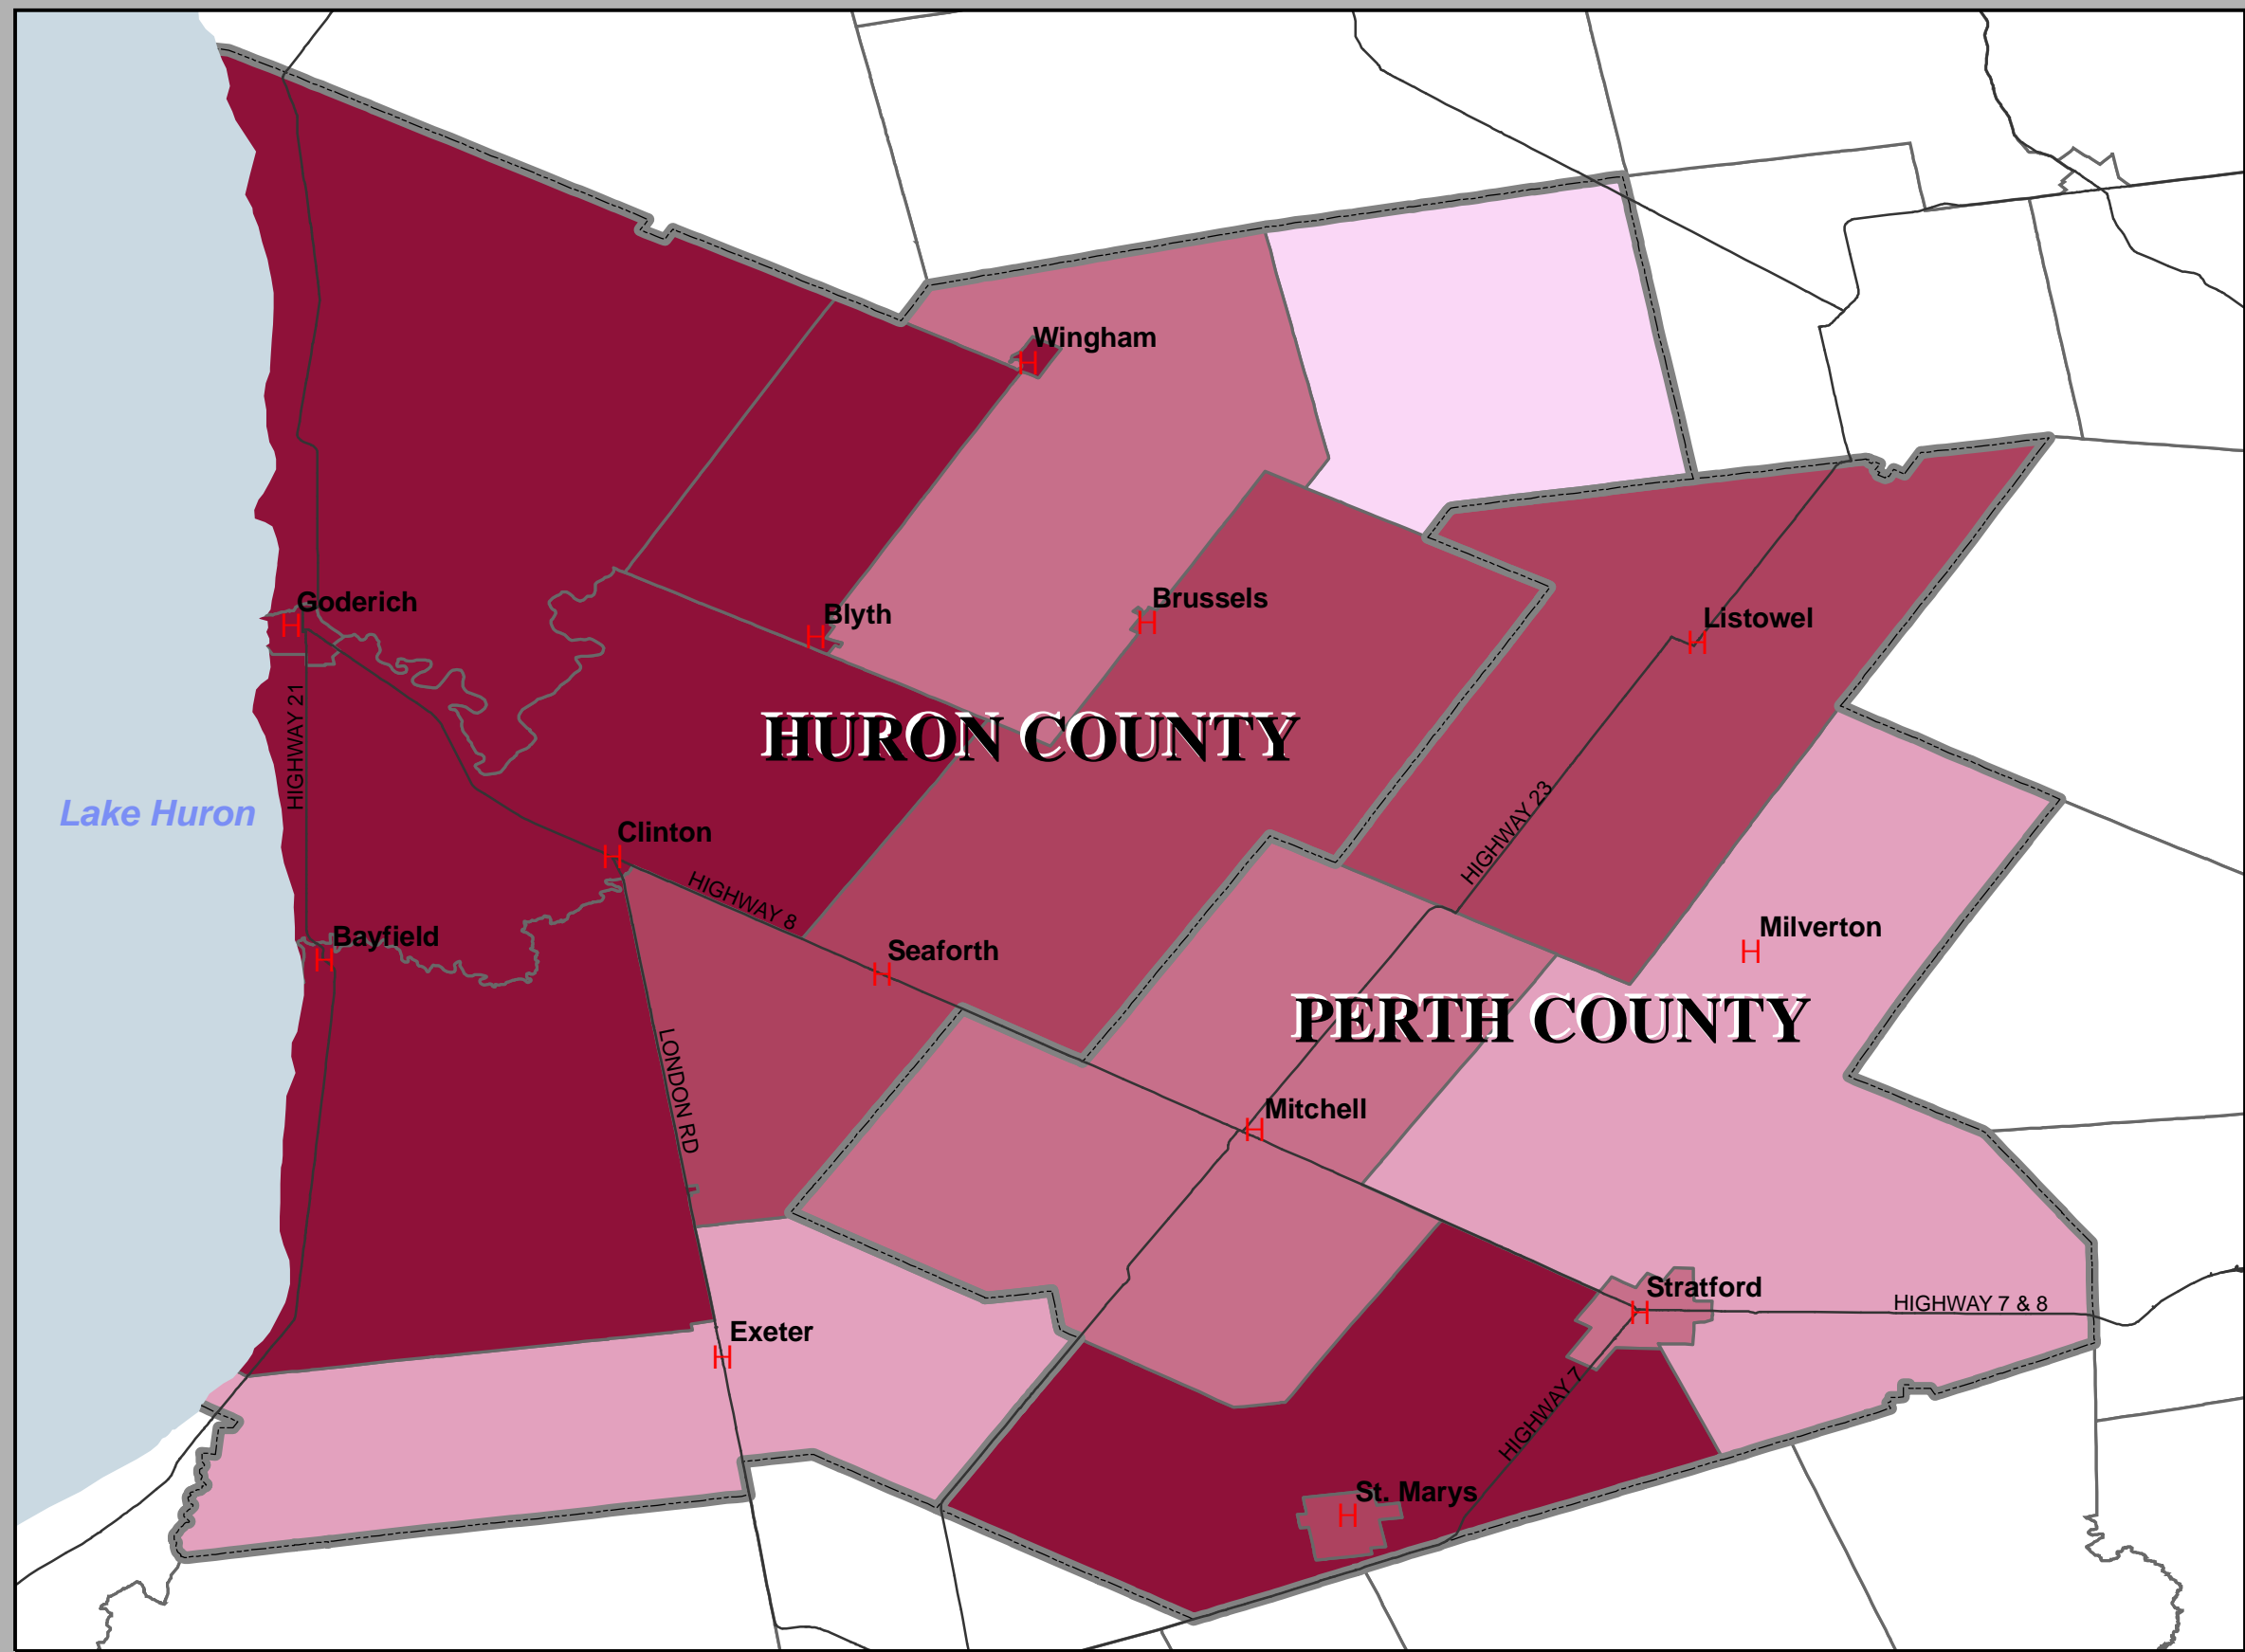 Wingham
H
Goderich
H
Blyth
H
Brussels
H
Listowel
H
HIGHWAY 21
HURON COUNTY
Lake Huron
Clinton
H
HIGHWAY 23
HIGHWAY 8
Bayfield
H
Seaforth
H
Milverton
H
PERTH COUNTY
LONDON RD
Mitchell
H
Stratford
H
HIGHWAY 7 & 8
Exeter
H
HIGHWAY 7
St. Marys
H